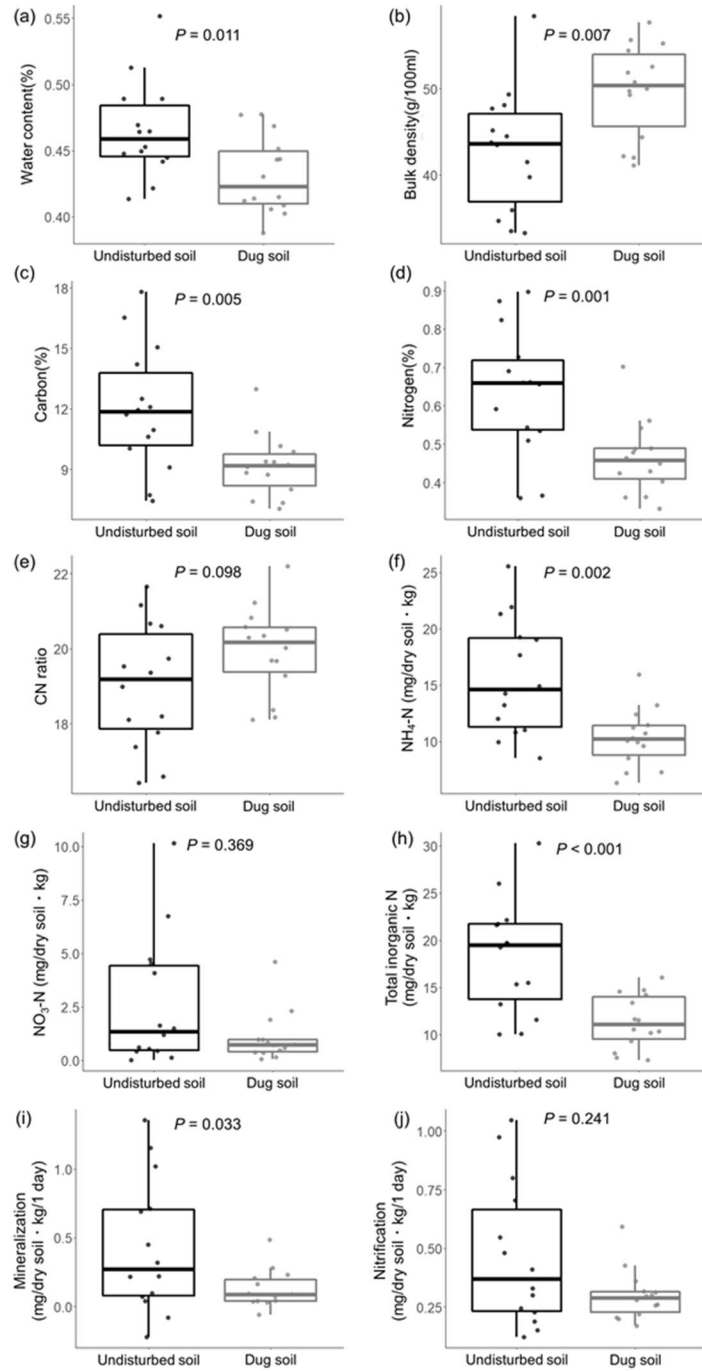 (a)
P = 0.011
Water content(%)
0.55
0.50
0.45
0.40
Undisturbed soil
Dug soil
(b)
P = 0.007
Bulk density(g/100ml)
50
40
Undisturbed soil
Dug soil
(c)
P = 0.005
Carbon(%)
18
15
12
9
Undisturbed soil
Dug soil
(d)
P = 0.001
Nitrogen(%)
0.9
0.8
0.7
0.6
0.5
0.4
Undisturbed soil
Dug soil
(e)
P = 0.098
CN ratio
22
20
18
Undisturbed soil
Dug soil
(f)
P = 0.002
NH₄-N (mg/dry soil・kg)
25
20
15
10
Undisturbed soil
Dug soil
(g)
P = 0.369
NO₃-N (mg/dry soil・kg)
10.0
7.5
5.0
2.5
0.0
Undisturbed soil
Dug soil
(h)
P < 0.001
Total inorganic N
(mg/dry soil・kg)
30
25
20
15
10
Undisturbed soil
Dug soil
(i)
P = 0.033
Mineralization
(mg/dry soil・kg/1 day)
1.0
0.5
0.0
Undisturbed soil
Dug soil
(j)
P = 0.241
Nitrification
(mg/dry soil・kg/1 day)
1.00
0.75
0.50
0.25
Undisturbed soil
Dug soil